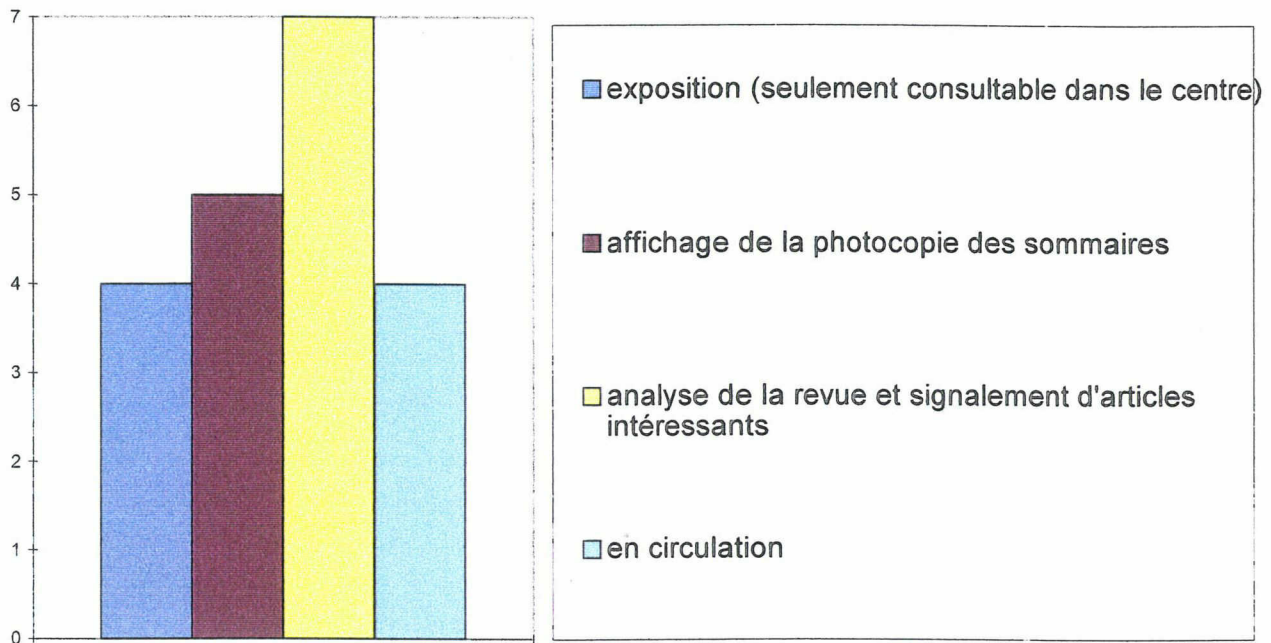 7
6
5
4
3
2
1
0
exposition (seulement consultable dans le centre)
affichage de la photocopie des sommaires
analyse de la revue et signalement d'articles
intéressants
en circulation